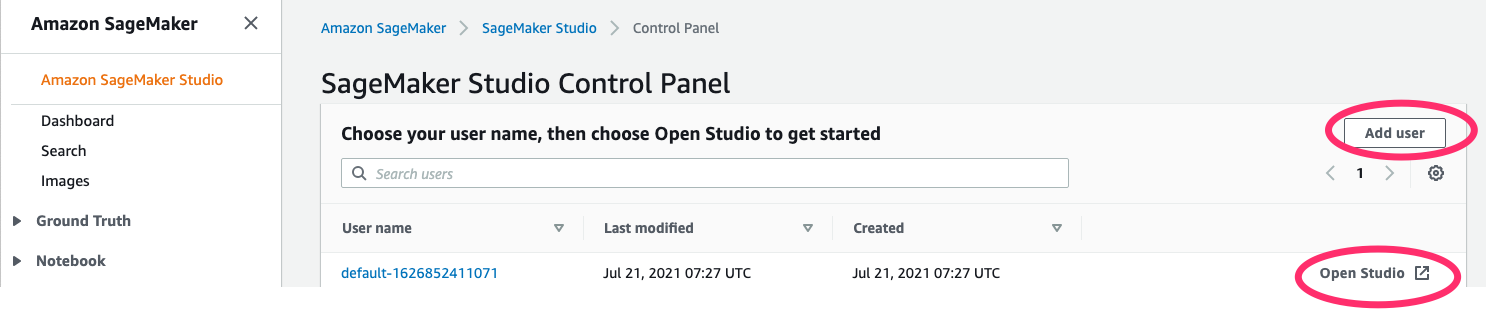 Amazon SageMaker
Amazon SageMaker Studio
Dashboard
Search
Images
Ground Truth
Notebook
Amazon SageMaker > SageMaker Studio > Control Panel
SageMaker Studio Control Panel
Choose your user name, then choose Open Studio to get started
Add user
Search users
1
User name Last modified Created
default-1626852411071 Jul 21, 2021 07:27 UTC Jul 21, 2021 07:27 UTC Open Studio